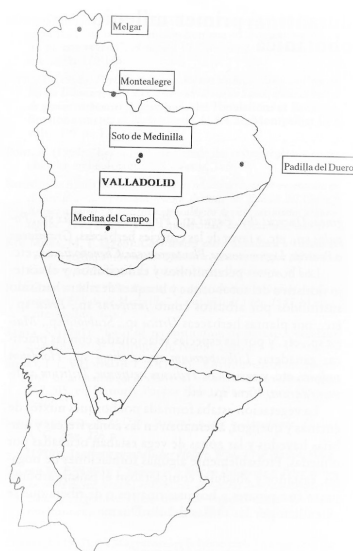 Melgar
Montealegre
Soto de Medinilla
Padilla del Duero
VALLADOLID
Medina del Campo